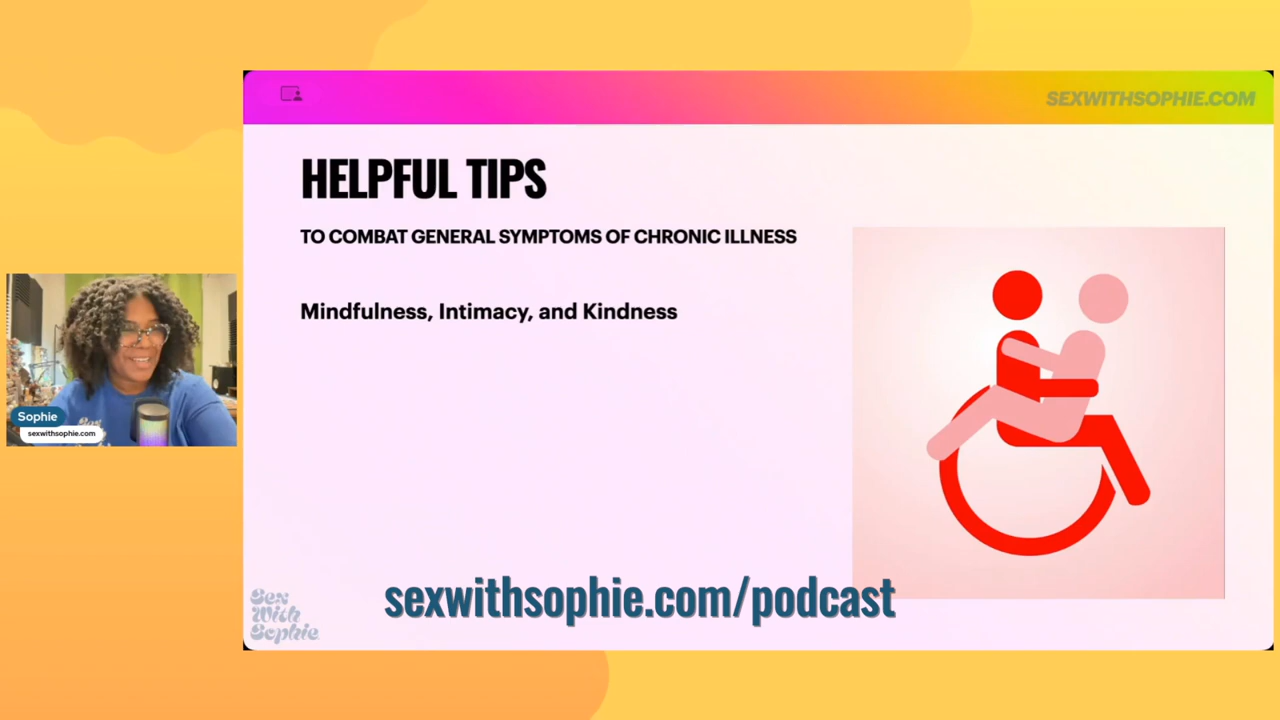 SEXWITHSOPHIE.COM
HELPFUL TIPS
TO COMBAT GENERAL SYMPTOMS OF CHRONIC ILLNESS
Mindfulness, Intimacy, and Kindness
Sophie
sexwithsophie.com
sexwithsophie.com/podcast
Sex
With
Sophie